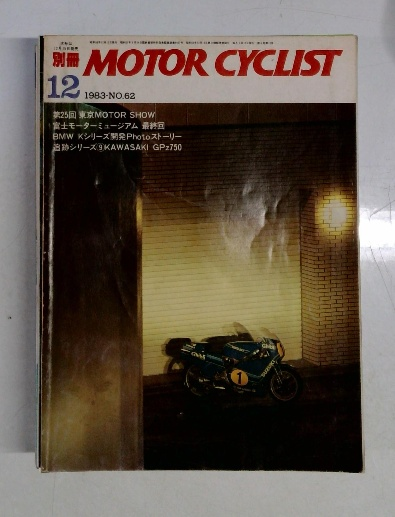 別冊 MOTOR CYCLIST
12 1983-NO.62
第25回 東京MOTOR SHOW
富士モーターミュージアム 最終回
BMW Kシリーズ開発Photoストーリー
追跡シリーズ⑨KAWASAKI GPz750
1